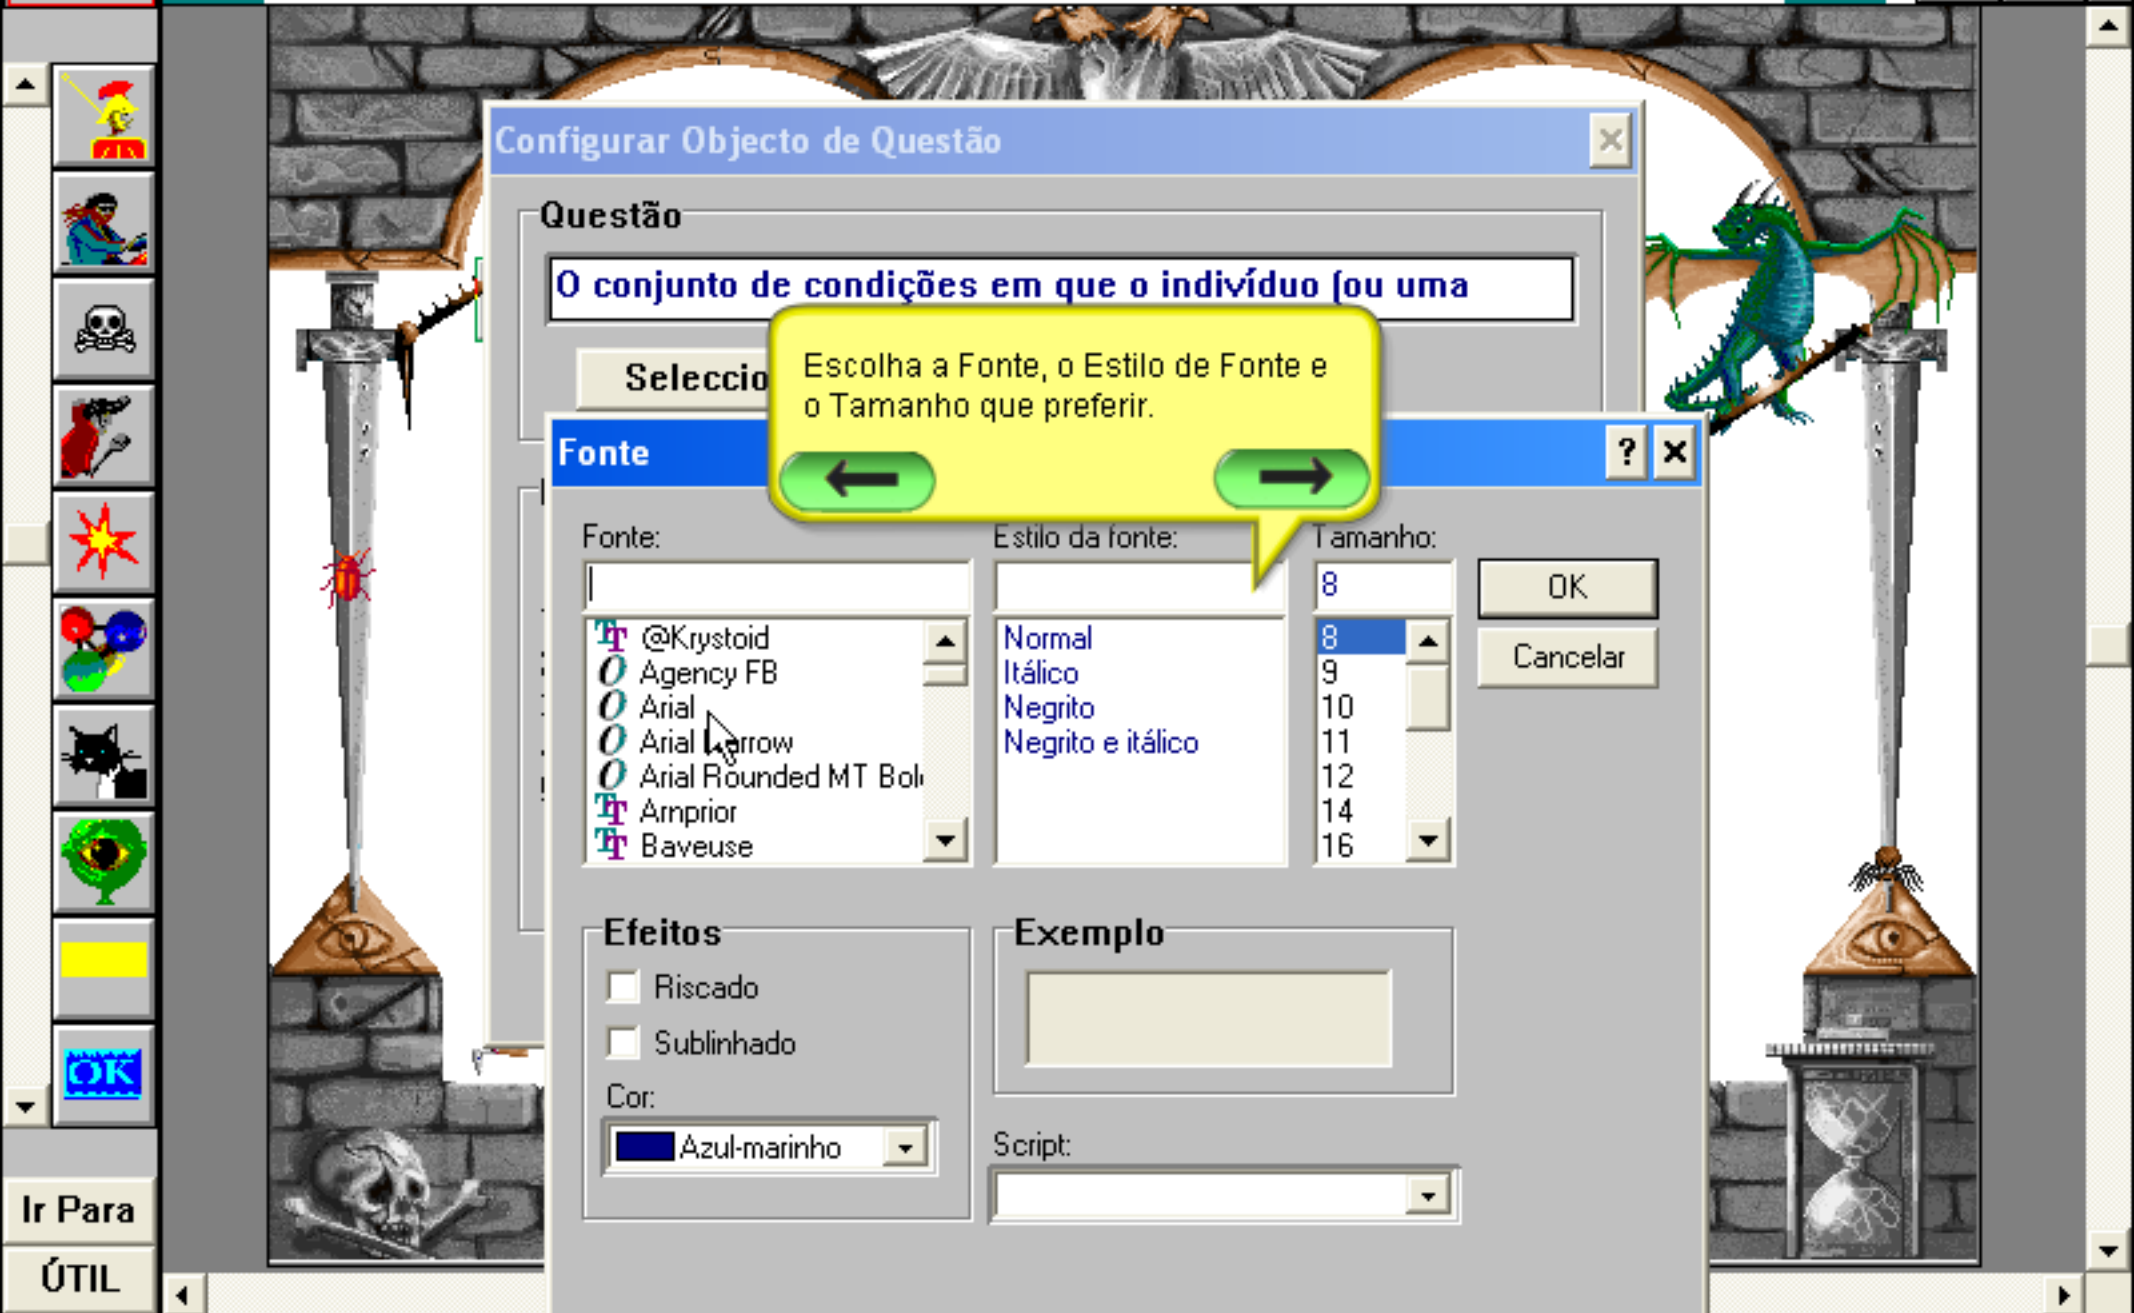 Configurar Objecto de Questão
Questão
O conjunto de condições em que o indivíduo (ou uma
Seleccio
Escolha a Fonte, o Estilo de Fonte e
o Tamanho que preferir.
Fonte
?
Fonte:
Estilo da fonte:
Tamanho:
8
OK
Cancelar
@Krystoid
Agency FB
Arial
Arial Narrow
Arial Rounded MT Bol
Arnprior
Baveuse
Normal
Itálico
Negrito
Negrito e itálico
8
9
10
11
12
14
16
Efeitos
Riscado
Sublinhado
Cor:
Azul-marinho
Exemplo
Script:
OK
Ir Para
ÚTIL